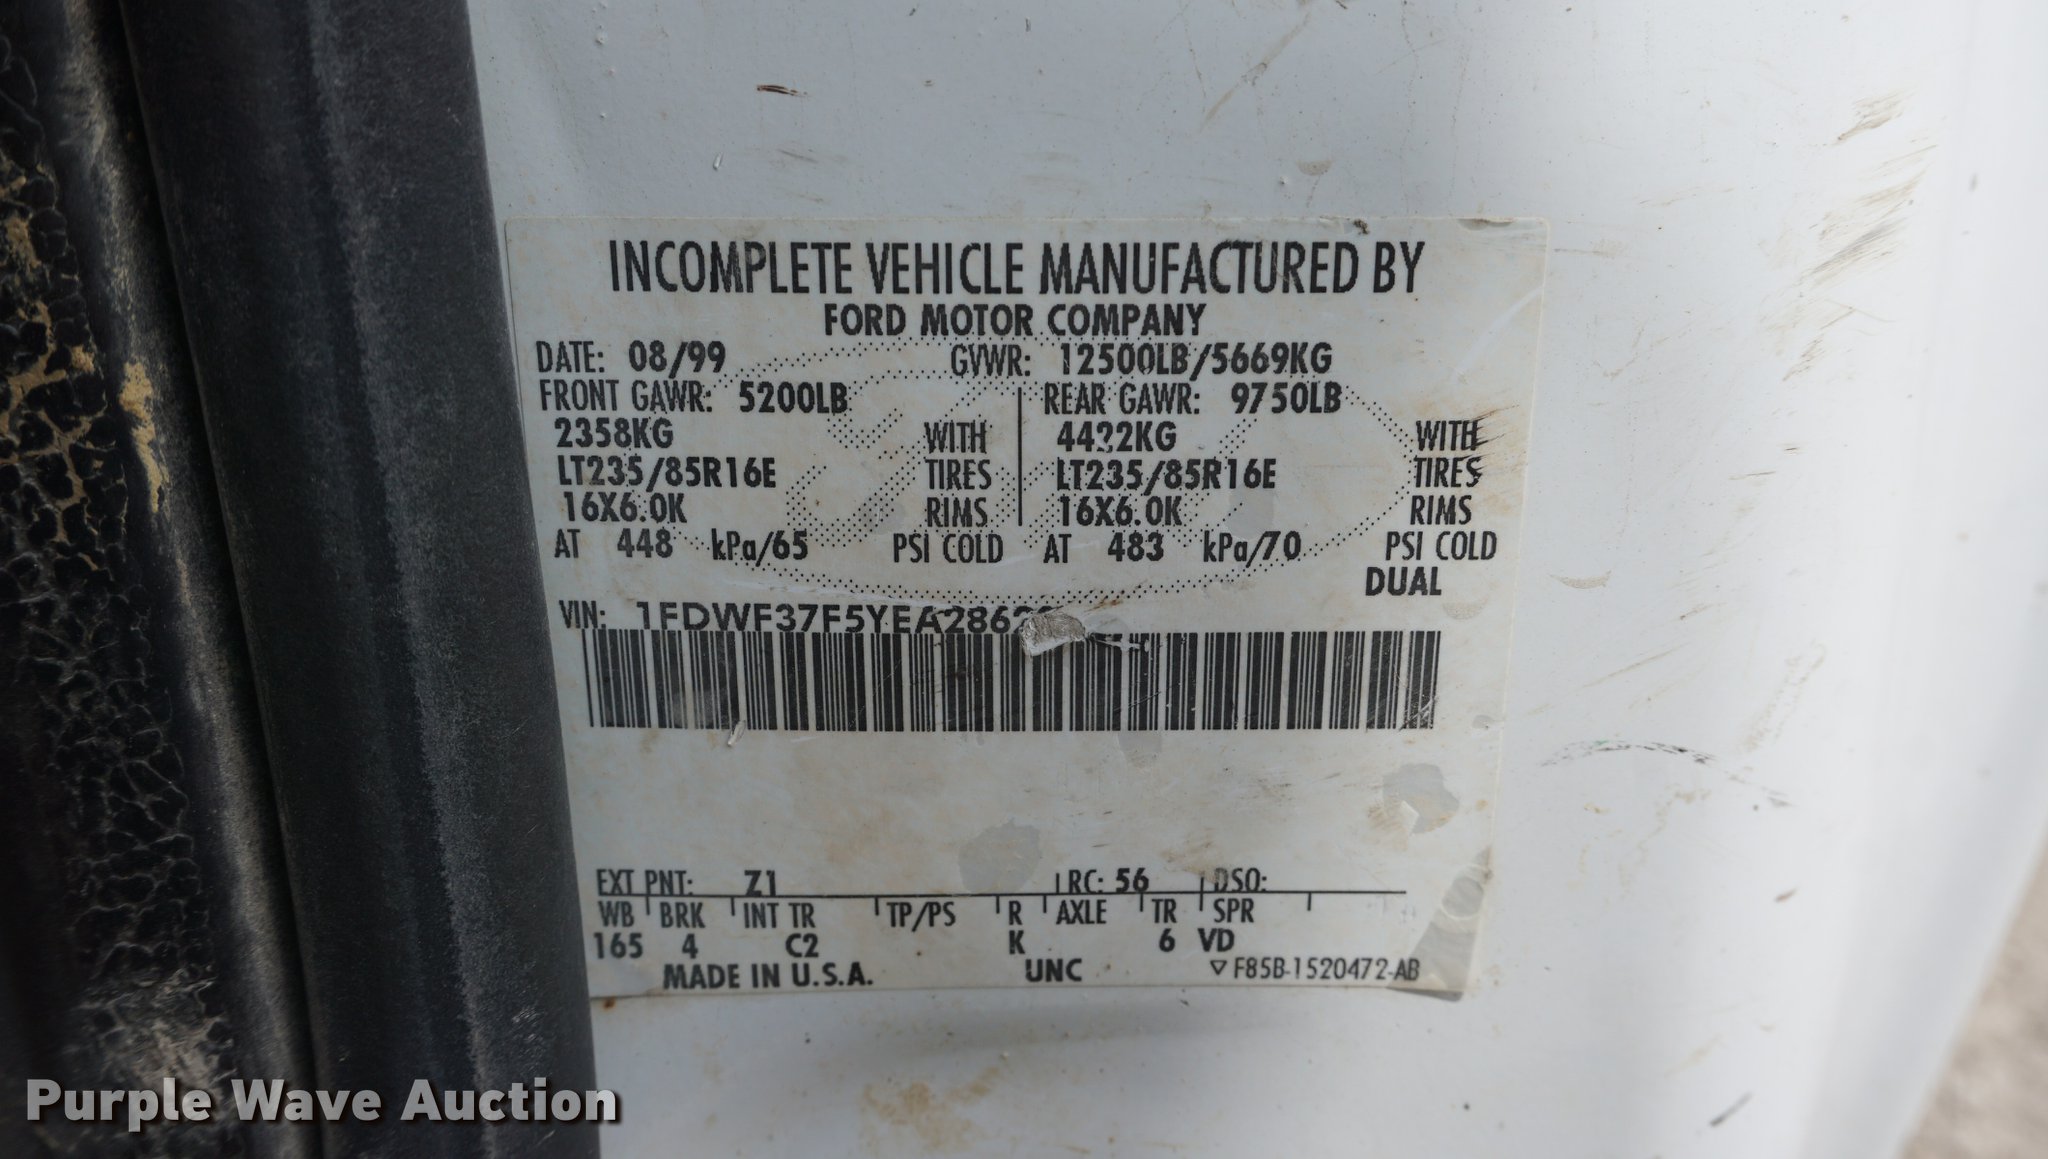 INCOMPLETE VEHICLE MANUFACTURED BY
FORD MOTOR COMPANY
DATE: 08/99 GVWR: 12500LB/5669KG
FRONT GAWR: 5200LB REAR GAWR: 9750LB
2358KG WITH 4422KG WITH
LT235/85R16E TIRES LT235/85R16E TIRES
16X6.0K RIMS 16X6.0K RIMS
AT 448 kPa/65 PSI COLD AT 483 kPa/70 PSI COLD
DUAL
VIN:
EXT PNT: Z1 RC: 56 DSO:
WB BRK INT TR TP/PS R AXLE TR SPR
165 4 C2 K 6 VD
MADE IN U.S.A. UNC ▽ F85B-1520472-AB
Purple Wave Auction